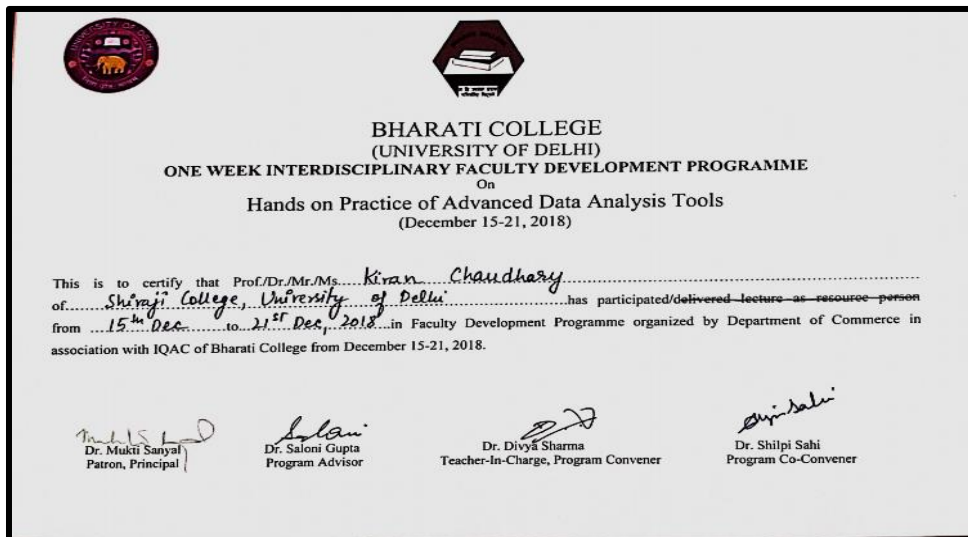 UNIVERSITY OF DELHI
BHARATI COLLEGE
(UNIVERSITY OF DELHI)
ONE WEEK INTERDISCIPLINARY FACULTY DEVELOPMENT PROGRAMME
On
Hands on Practice of Advanced Data Analysis Tools
(December 15-21, 2018)
This is to certify that Prof./Dr./Mr./Ms. Kiran Chaudhary
of Shivaji College, University of Delhi has participated/delivered lecture as resource person
from 15th Dec to 21st Dec, 2018 in Faculty Development Programme organized by Department of Commerce in
association with IQAC of Bharati College from December 15-21, 2018.
Dr. Mukti Sanyal
Patron, Principal
Dr. Saloni Gupta
Program Advisor
Dr. Divya Sharma
Teacher-In-Charge, Program Convener
Dr. Shilpi Sahi
Program Co-Convener